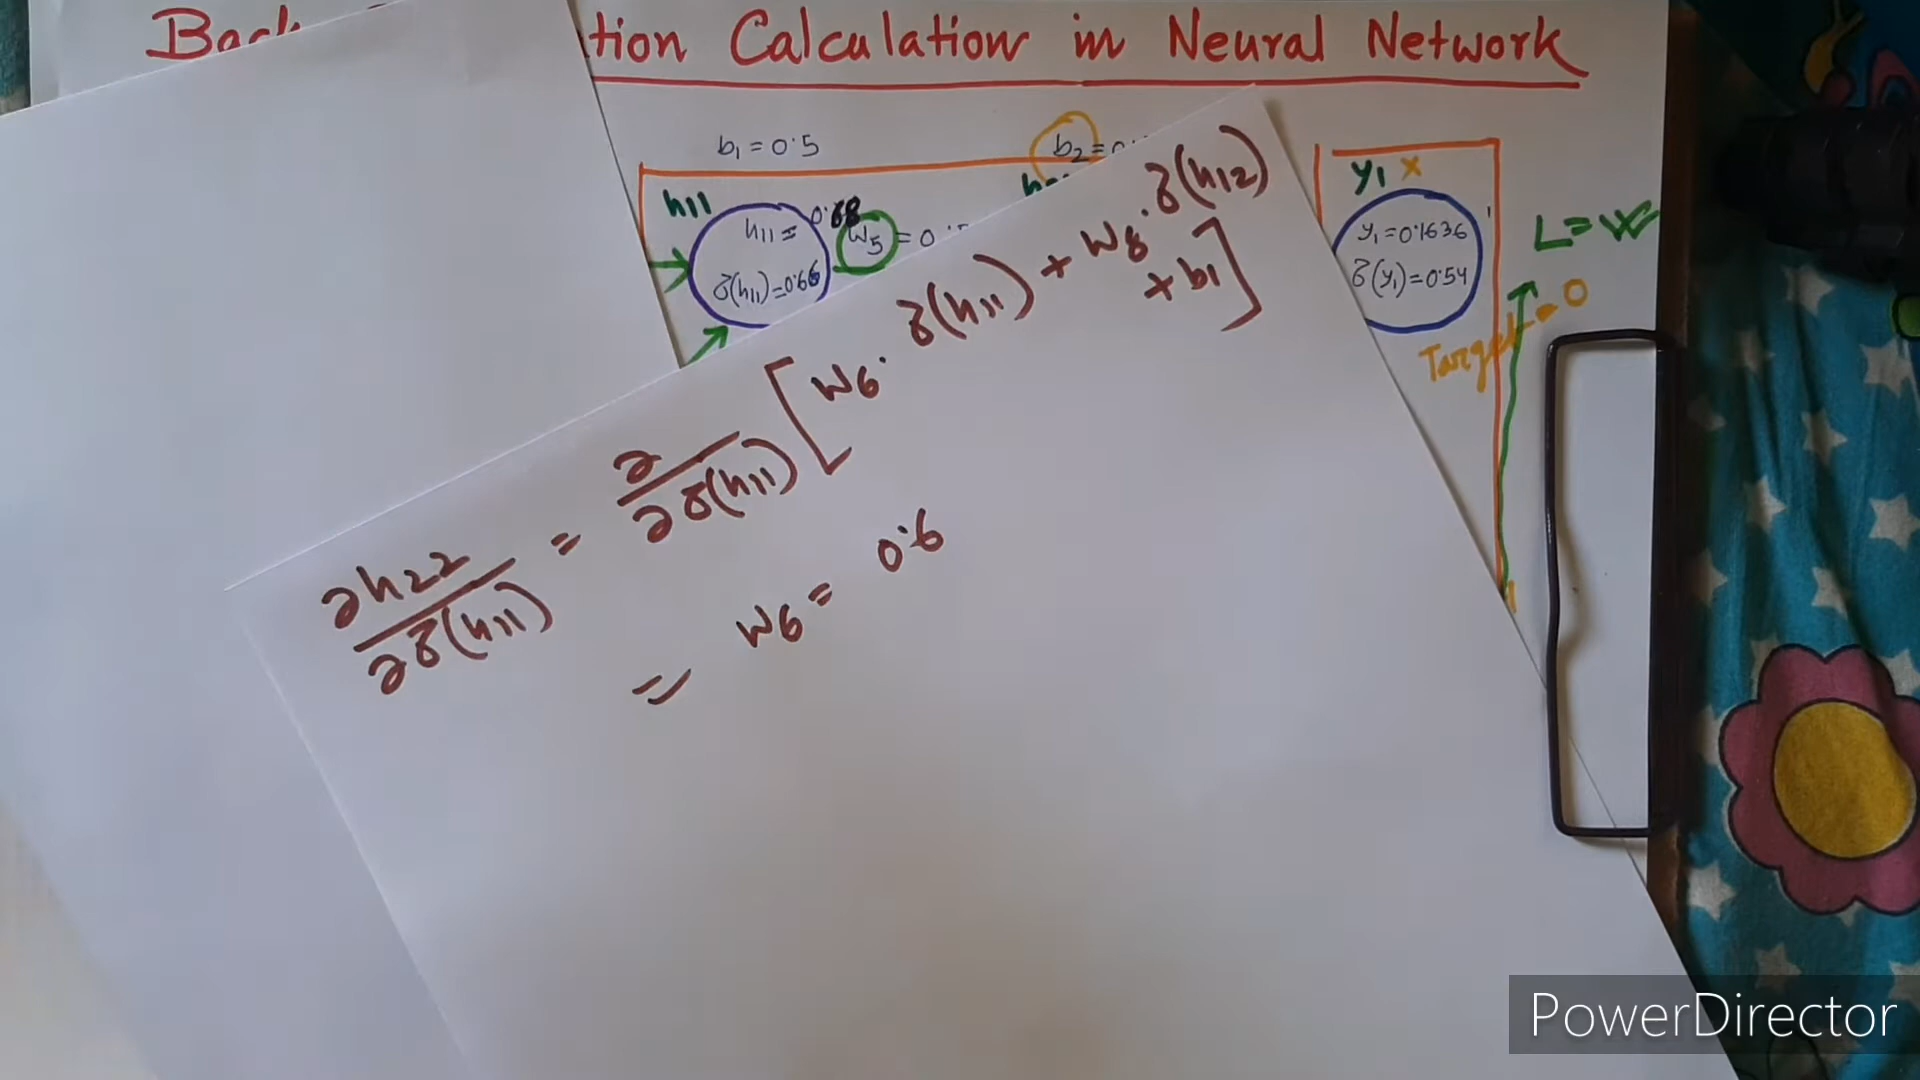 tion Calculation in Neural Network
b₁ = 0.5
b₂ =
h11
h11 = 0.68
σ(h11) = 0.66
w₅ = 0
y₁ x
y₁ = 0.1636
σ(y₁) = 0.54
L = W
Target = 0
∂h22 / ∂σ(h11) = ∂ / ∂σ(h11) [ W6 . σ(h11) + W8 . σ(h12) + b1 ]
= W6 = 0.6
PowerDirector